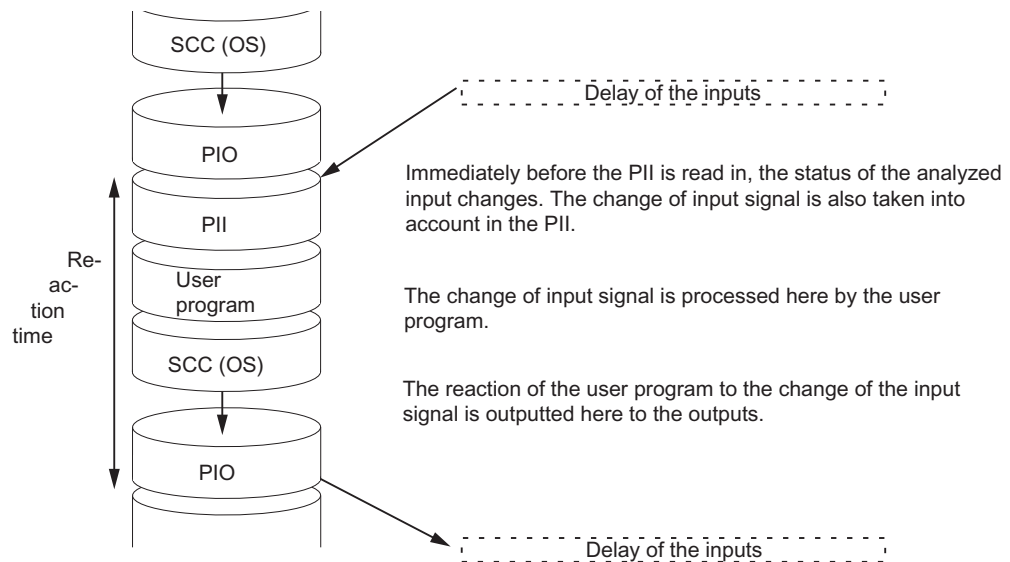 SCC (OS)
Delay of the inputs
PIO
Immediately before the PII is read in, the status of the analyzed
input changes. The change of input signal is also taken into
account in the PII.
PII
Re-
ac-
tion
time
User
program
The change of input signal is processed here by the user
program.
SCC (OS)
The reaction of the user program to the change of the input
signal is outputted here to the outputs.
PIO
Delay of the inputs